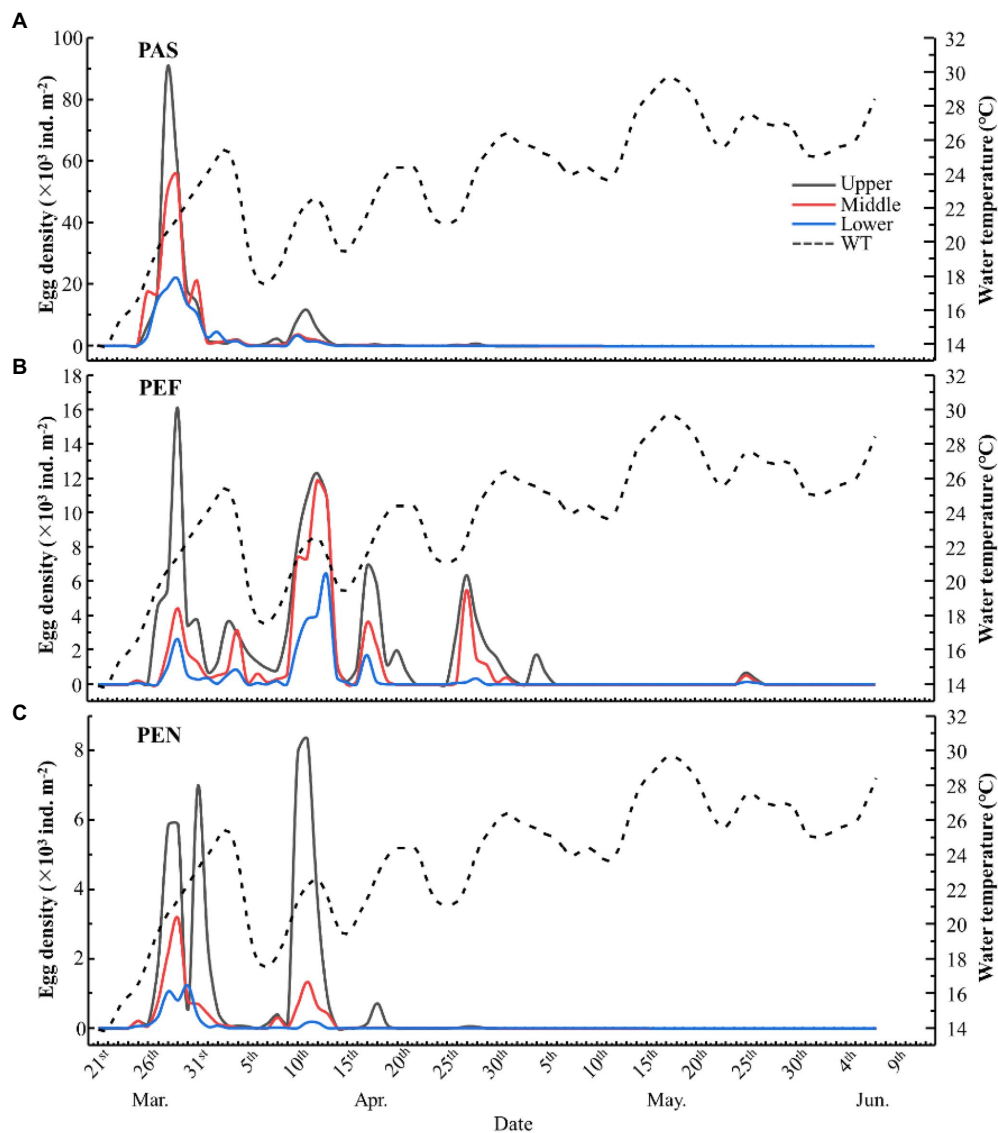 A
PAS
Egg density (×10³ ind. m⁻²)
100
80
60
40
20
0
32
30
28
26
24
22
20
18
16
14
Water temperature (°C)
Upper
Middle
Lower
WT
B
PEF
Egg density (×10³ ind. m⁻²)
18
16
14
12
10
8
6
4
2
0
32
30
28
26
24
22
20
18
16
14
Water temperature (°C)
C
PEN
Egg density (×10³ ind. m⁻²)
8
6
4
2
0
32
30
28
26
24
22
20
18
16
14
Water temperature (°C)
21st 26th 31st 5th 10th 15th 20th 25th 30th 5th 10th 15th 20th 25th 30th 4th 9th
Mar. Apr. May. Jun.
Date